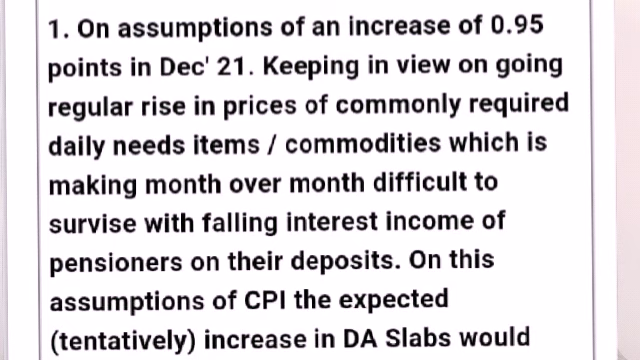 1. On assumptions of an increase of 0.95
points in Dec' 21. Keeping in view on going
regular rise in prices of commonly required
daily needs items / commodities which is
making month over month difficult to
survise with falling interest income of
pensioners on their deposits. On this
assumptions of CPI the expected
(tentatively) increase in DA Slabs would